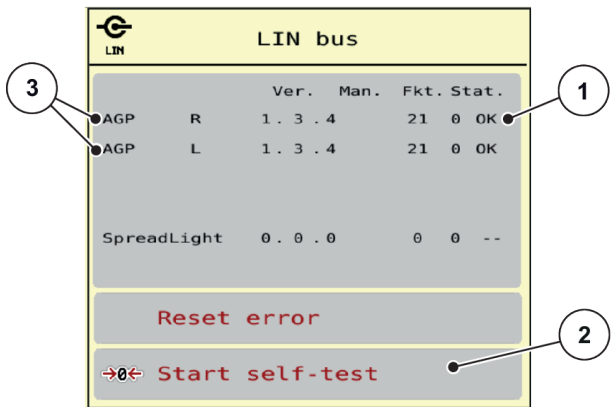 LIN
LIN bus
Ver. Man. Fkt. Stat.
AGP R 1.3.4 21 0 OK
AGP L 1.3.4 21 0 OK
SpreadLight 0.0.0 0 0 --
Reset error
→0← Start self-test
3
1
2